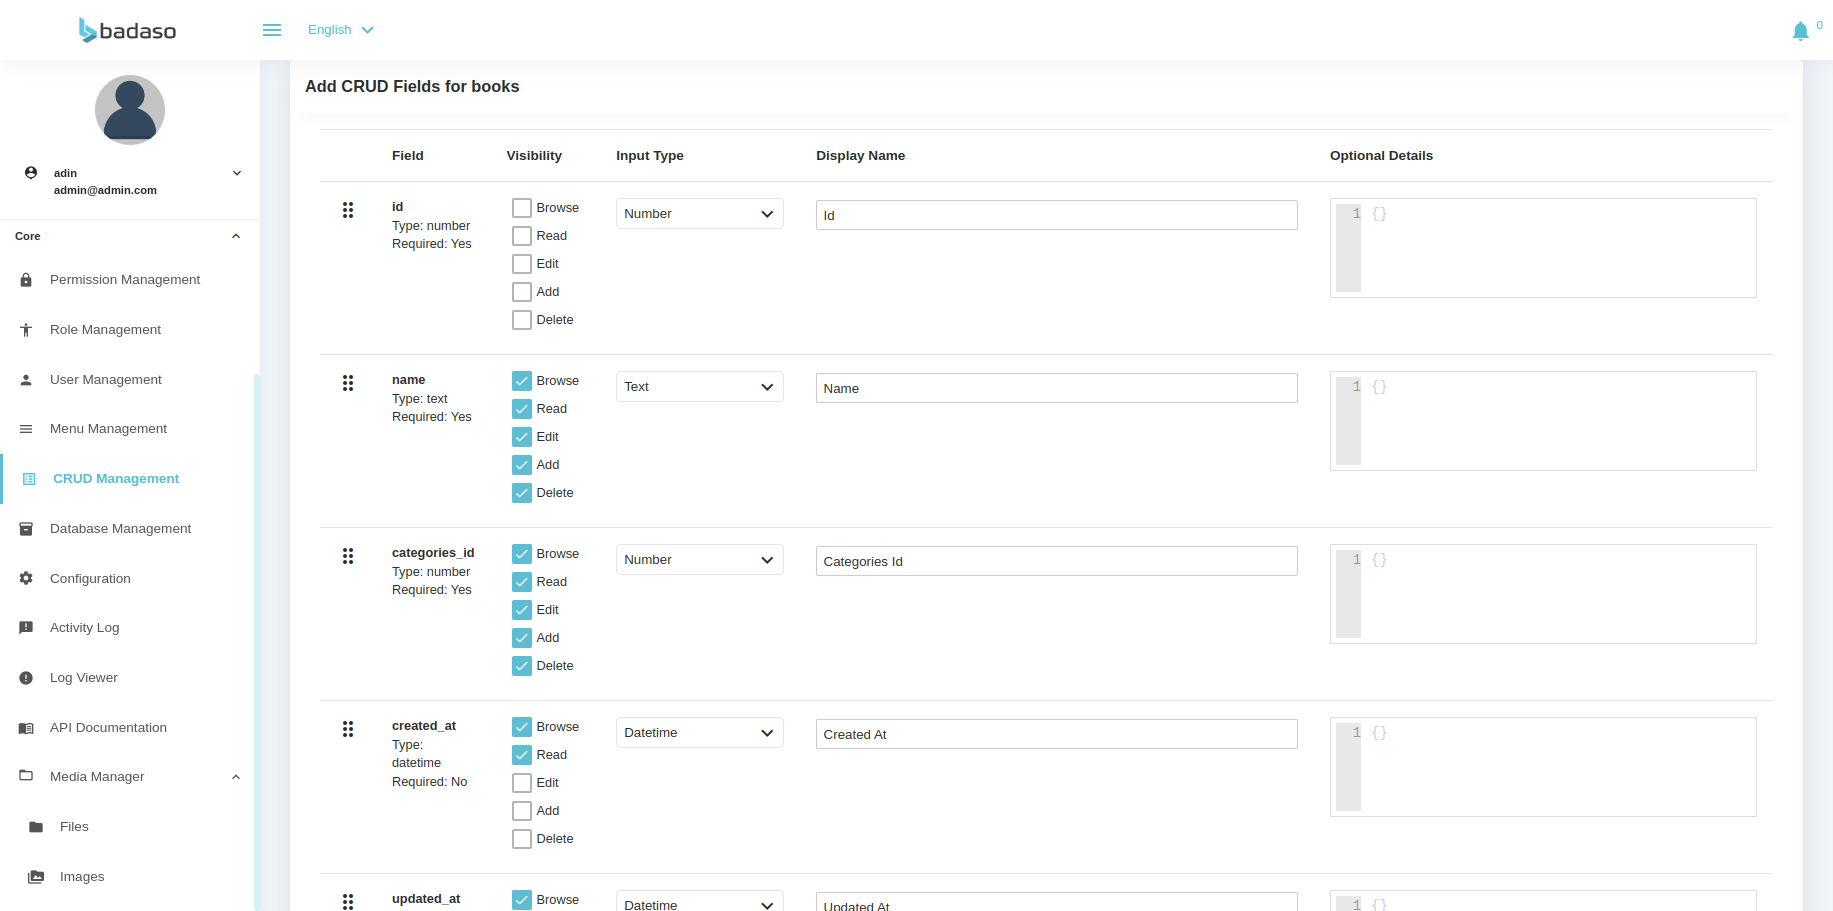 badaso
English
0
adin
admin@admin.com
Core
Permission Management
Role Management
User Management
Menu Management
CRUD Management
Database Management
Configuration
Activity Log
Log Viewer
API Documentation
Media Manager
Files
Images
Add CRUD Fields for books
Field Visibility Input Type Display Name Optional Details
id
Type: number
Required: Yes
Browse
Read
Edit
Add
Delete
Number
Id
1 {}
name
Type: text
Required: Yes
Browse
Read
Edit
Add
Delete
Text
Name
1 {}
categories_id
Type: number
Required: Yes
Browse
Read
Edit
Add
Delete
Number
Categories Id
1 {}
created_at
Type:
datetime
Required: No
Browse
Read
Edit
Add
Delete
Datetime
Created At
1 {}
updated_at
Browse
Datetime
Updated At
1 {}